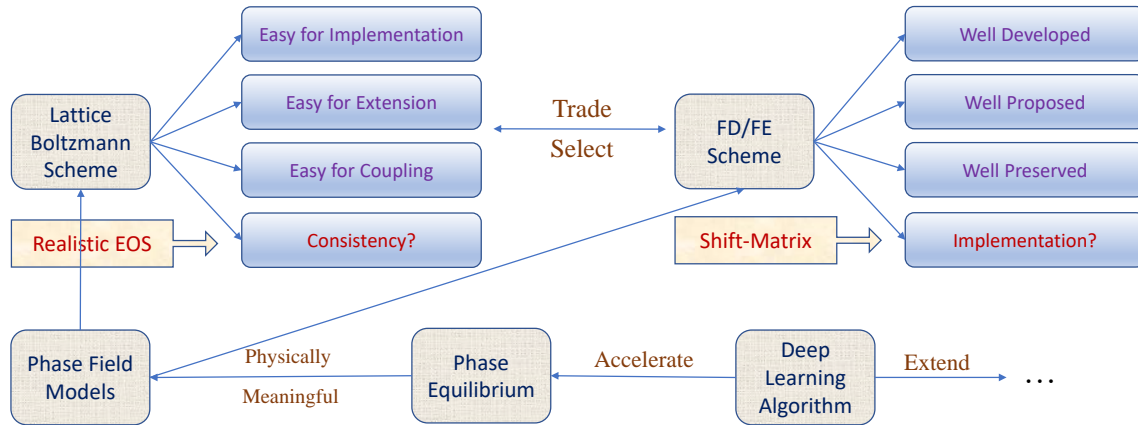 Easy for Implementation
Well Developed
Easy for Extension
Well Proposed
Lattice
Boltzmann
Scheme
Trade
Select
FD/FE
Scheme
Easy for Coupling
Well Preserved
Realistic EOS
Consistency?
Shift-Matrix
Implementation?
Phase Field
Models
Physically
Meaningful
Phase
Equilibrium
Accelerate
Deep
Learning
Algorithm
Extend
...